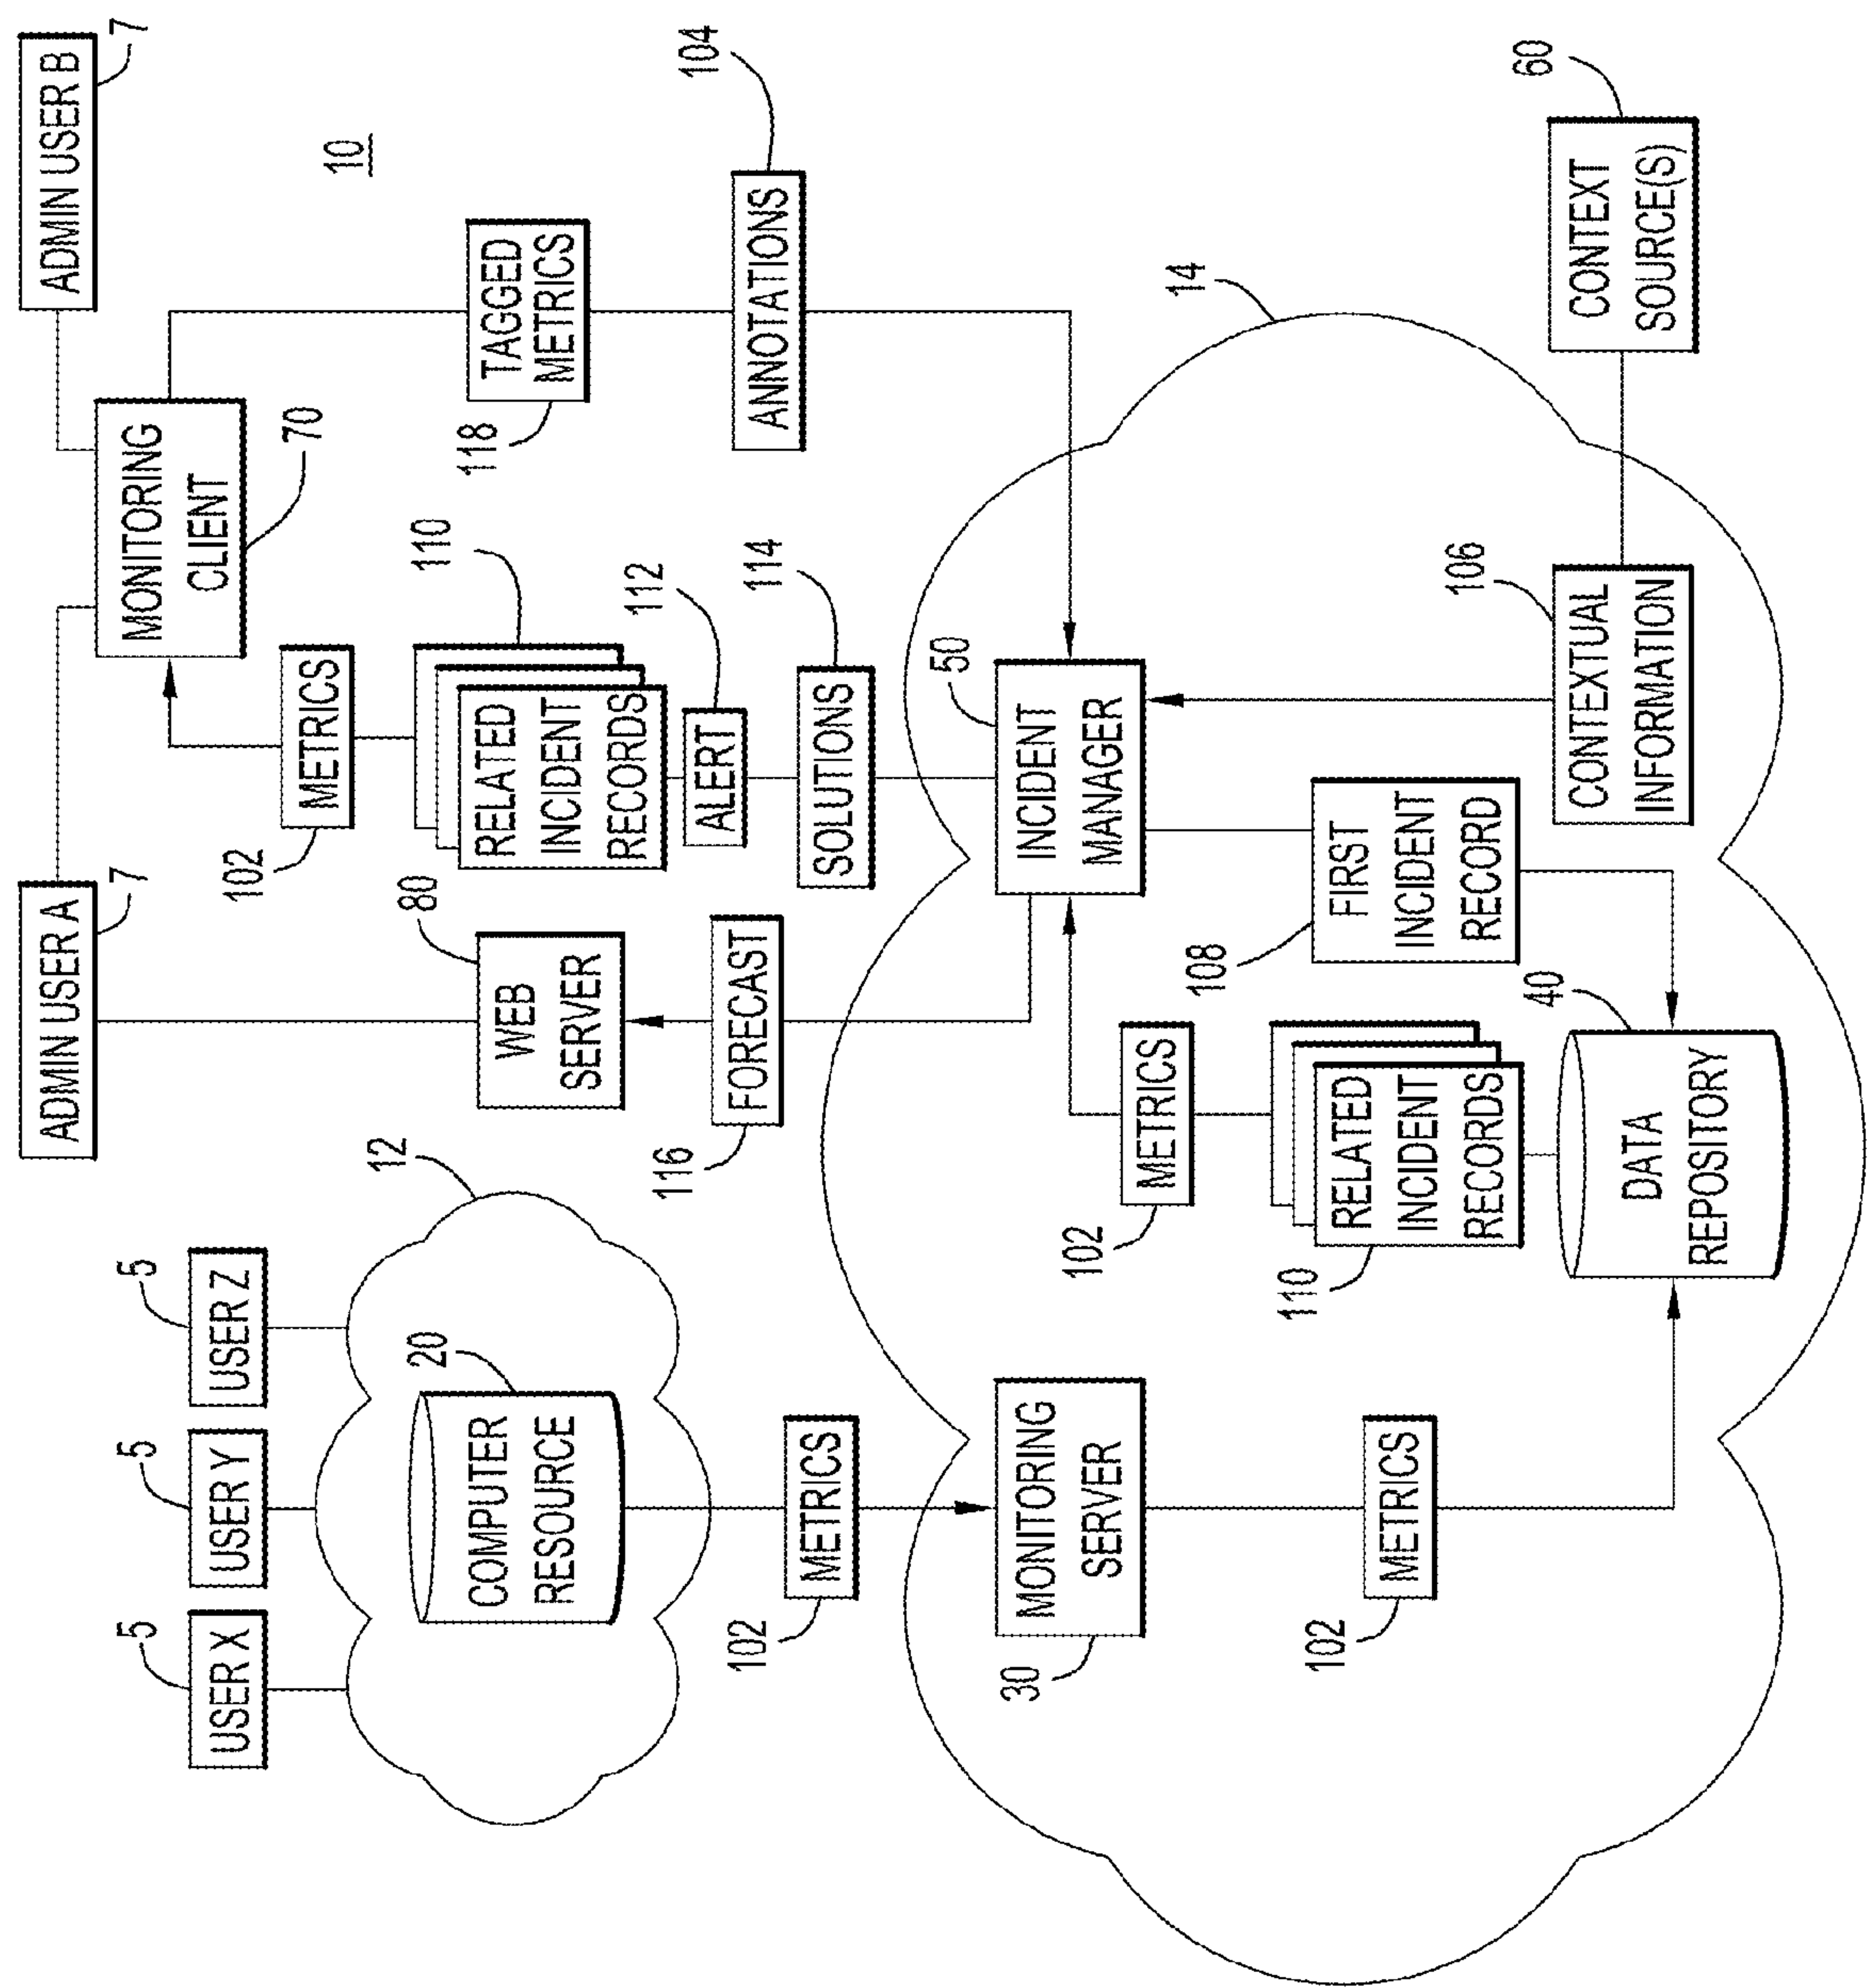 ADMIN USER B
7
ADMIN USER A
7
10
MONITORING
CLIENT
70
USER X
5
USER Y
5
USER Z
5
12
COMPUTER
RESOURCE
20
WEB
SERVER
80
METRICS
102
RELATED
INCIDENT
RECORDS
110
ALERT
112
SOLUTIONS
114
TAGGED
METRICS
118
ANNOTATIONS
104
FORECAST
116
METRICS
102
14
MONITORING
SERVER
30
INCIDENT
MANAGER
50
METRICS
102
METRICS
102
RELATED
INCIDENT
RECORDS
110
FIRST
INCIDENT
RECORD
108
DATA
REPOSITORY
40
CONTEXTUAL
INFORMATION
106
CONTEXT
SOURCE(S)
60